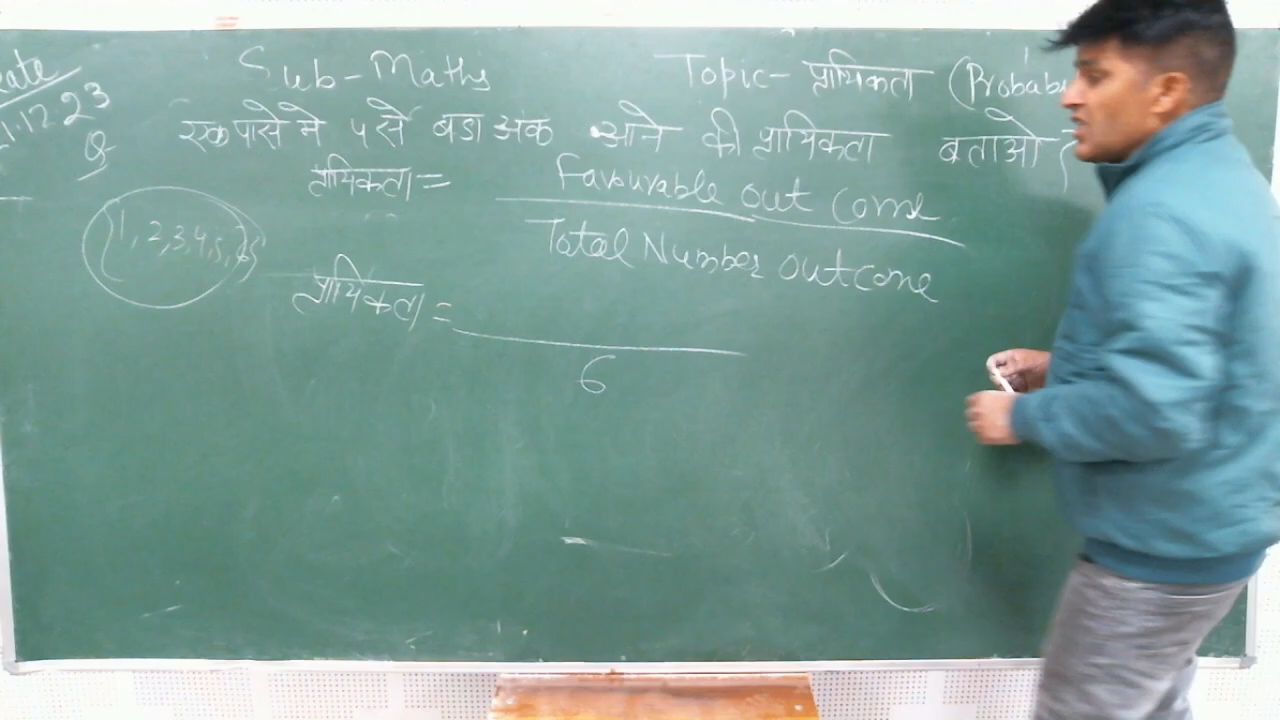 Sub-Maths Topic- प्रायिकता (Probab
1.12.23
Q- एक पासे मे 4 से बडा अंक आने की प्रायिकता बताओ
प्रायिकता = Favourable out come
Total Number outcome
{1, 2, 3, 4, 5, 6}
प्रायिकता =
6